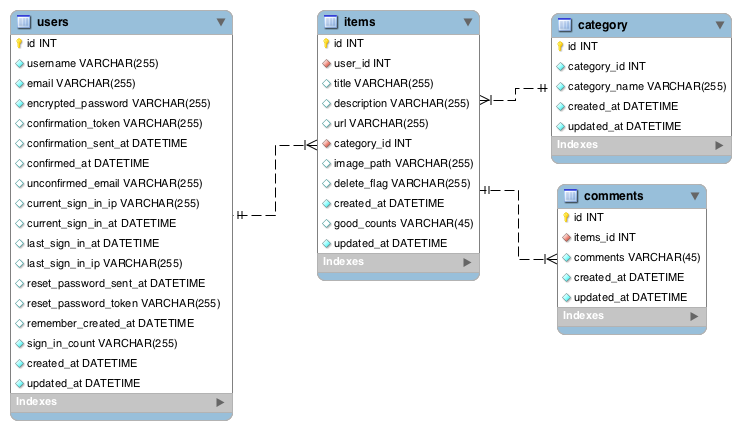 users
id INT
username VARCHAR(255)
email VARCHAR(255)
encrypted_password VARCHAR(255)
confirmation_token VARCHAR(255)
confirmation_sent_at DATETIME
confirmed_at DATETIME
unconfirmed_email VARCHAR(255)
current_sign_in_ip VARCHAR(255)
current_sign_in_at DATETIME
last_sign_in_at DATETIME
last_sign_in_ip VARCHAR(255)
reset_password_sent_at DATETIME
reset_password_token VARCHAR(255)
remember_created_at DATETIME
sign_in_count VARCHAR(255)
created_at DATETIME
updated_at DATETIME
Indexes
items
id INT
user_id INT
title VARCHAR(255)
description VARCHAR(255)
url VARCHAR(255)
category_id INT
image_path VARCHAR(255)
delete_flag VARCHAR(255)
created_at DATETIME
good_counts VARCHAR(45)
updated_at DATETIME
Indexes
category
id INT
category_id INT
category_name VARCHAR(255)
created_at DATETIME
updated_at DATETIME
Indexes
comments
id INT
items_id INT
comments VARCHAR(45)
created_at DATETIME
updated_at DATETIME
Indexes